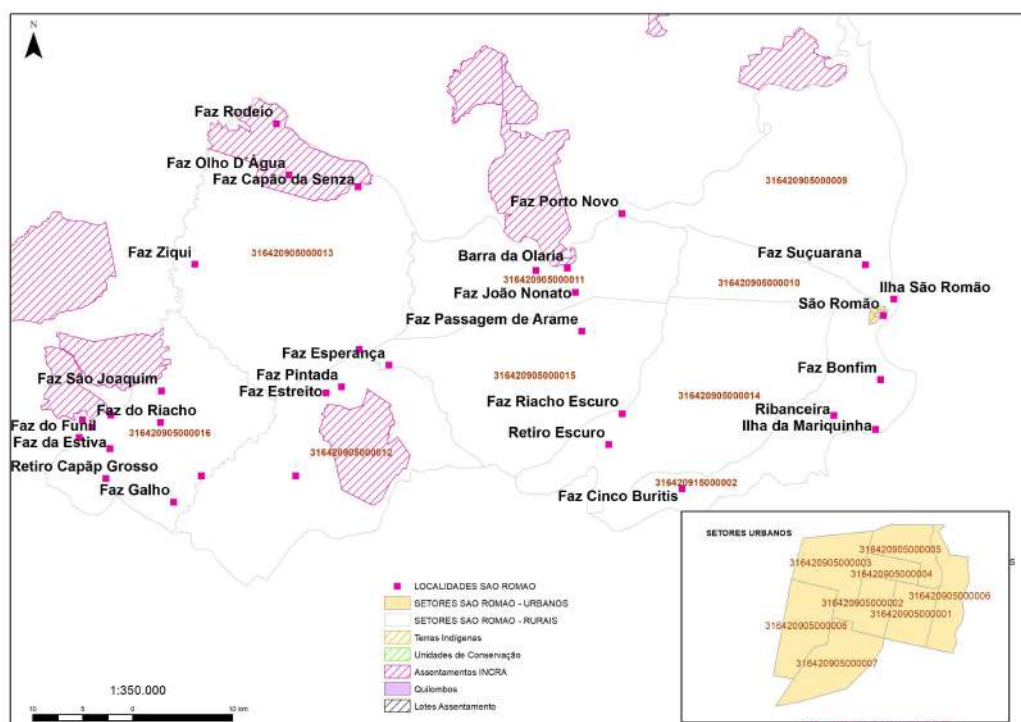 N
Faz Rodeio
Faz Olho D'Água
Faz Capão da Senza
316420905000009
Faz Porto Novo
Faz Ziqui
316420905000013
Barra da Olaria
Faz Suçuarana
316420905000011
316420905000010
Faz João Nonato
Ilha São Romão
São Romão
Faz Passagem de Arame
Faz Esperança
Faz Pintada
Faz São Joaquim
316420905000015
Faz Bonfim
Faz Estreito
316420905000014
Faz do Riacho
Faz Riacho Escuro
Ribanceira
Faz do Funil
316420905000016
Ilha da Mariquinha
Faz da Estiva
Retiro Escuro
316420905000012
Retiro Capãp Grosso
Faz Galho
316420915000002
Faz Cinco Buritis
SETORES URBANOS
316420905000005
316420905000003
316420905000004
316420905000006
316420905000002
316420905000001
316420905000008
316420905000007
LOCALIDADES SAO ROMAO
SETORES SAO ROMAO - URBANOS
SETORES SAO ROMAO - RURAIS
Terras Indígenas
Unidades de Conservação
Assentamentos INCRA
Quilombos
Lotes Assentamento
1:350.000
10 5 0 10 km